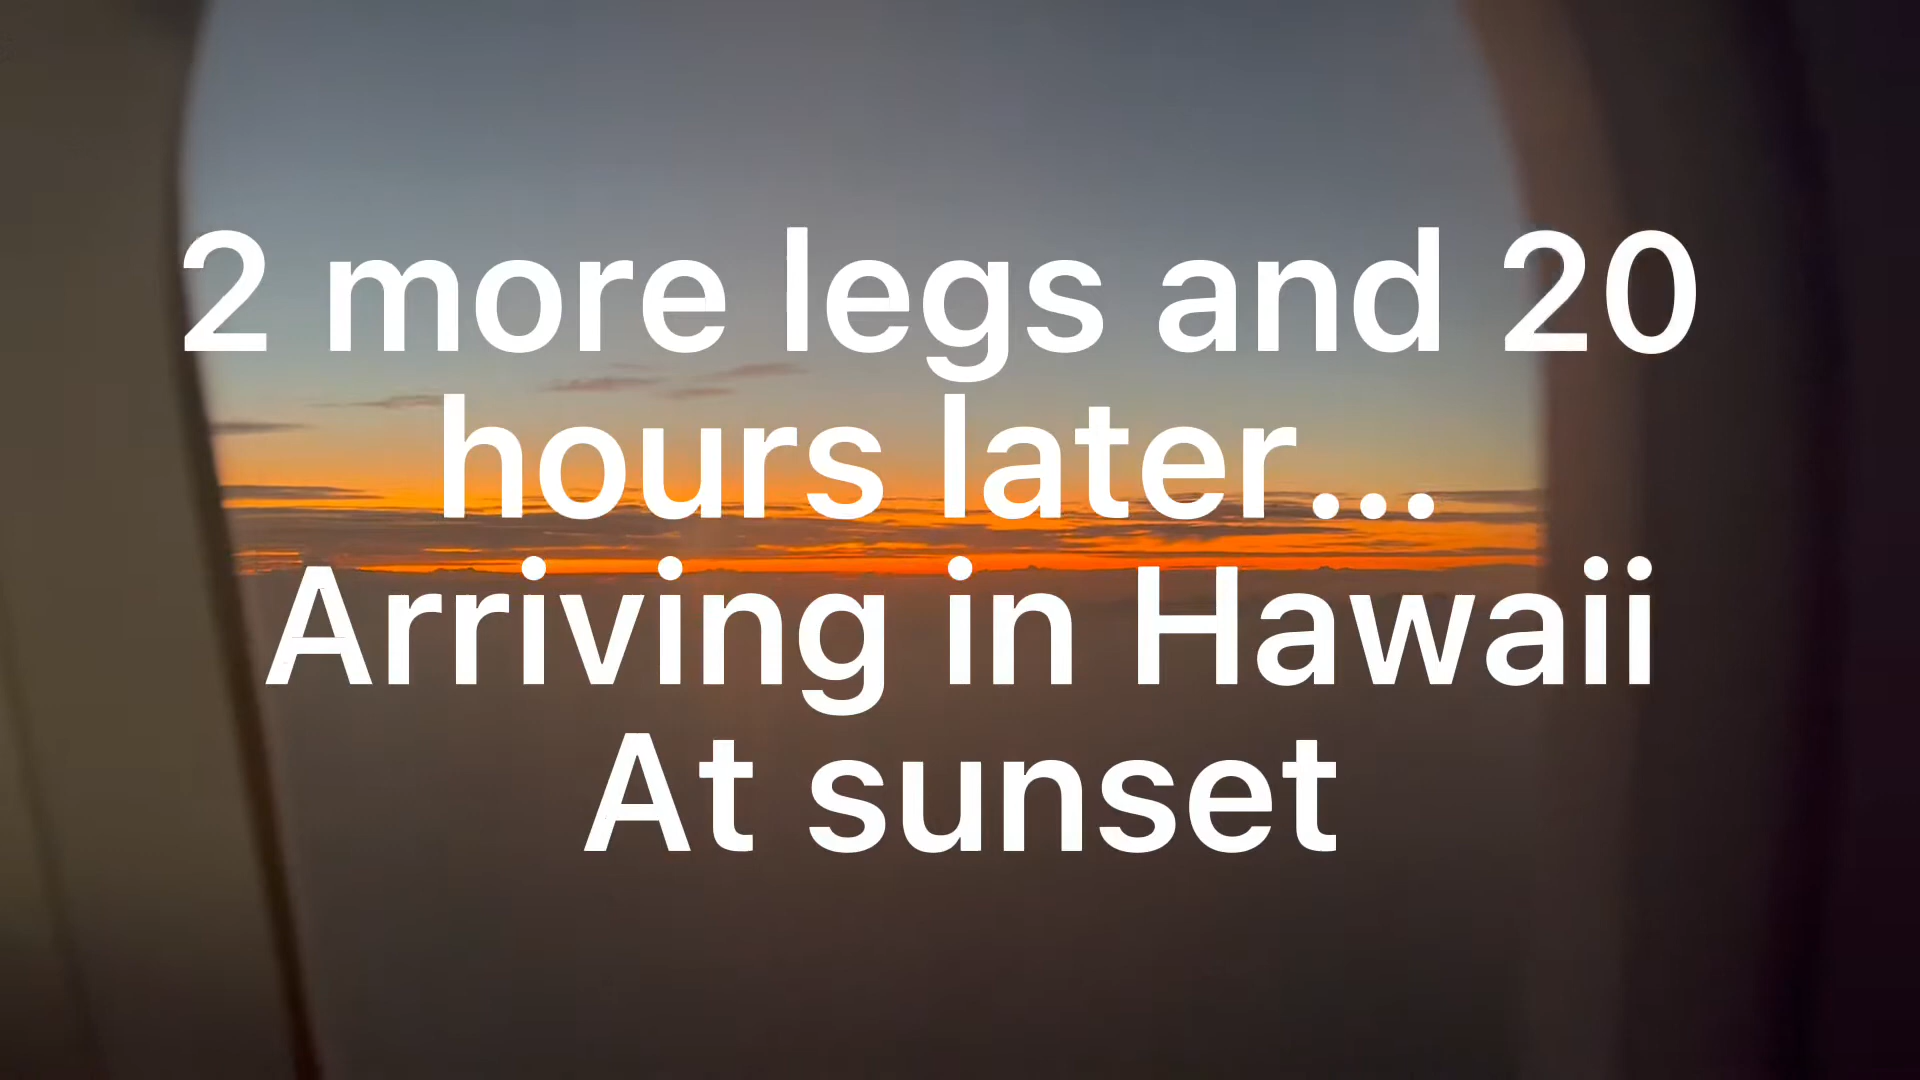 2 more legs and 20
hours later...
Arriving in Hawaii
At sunset